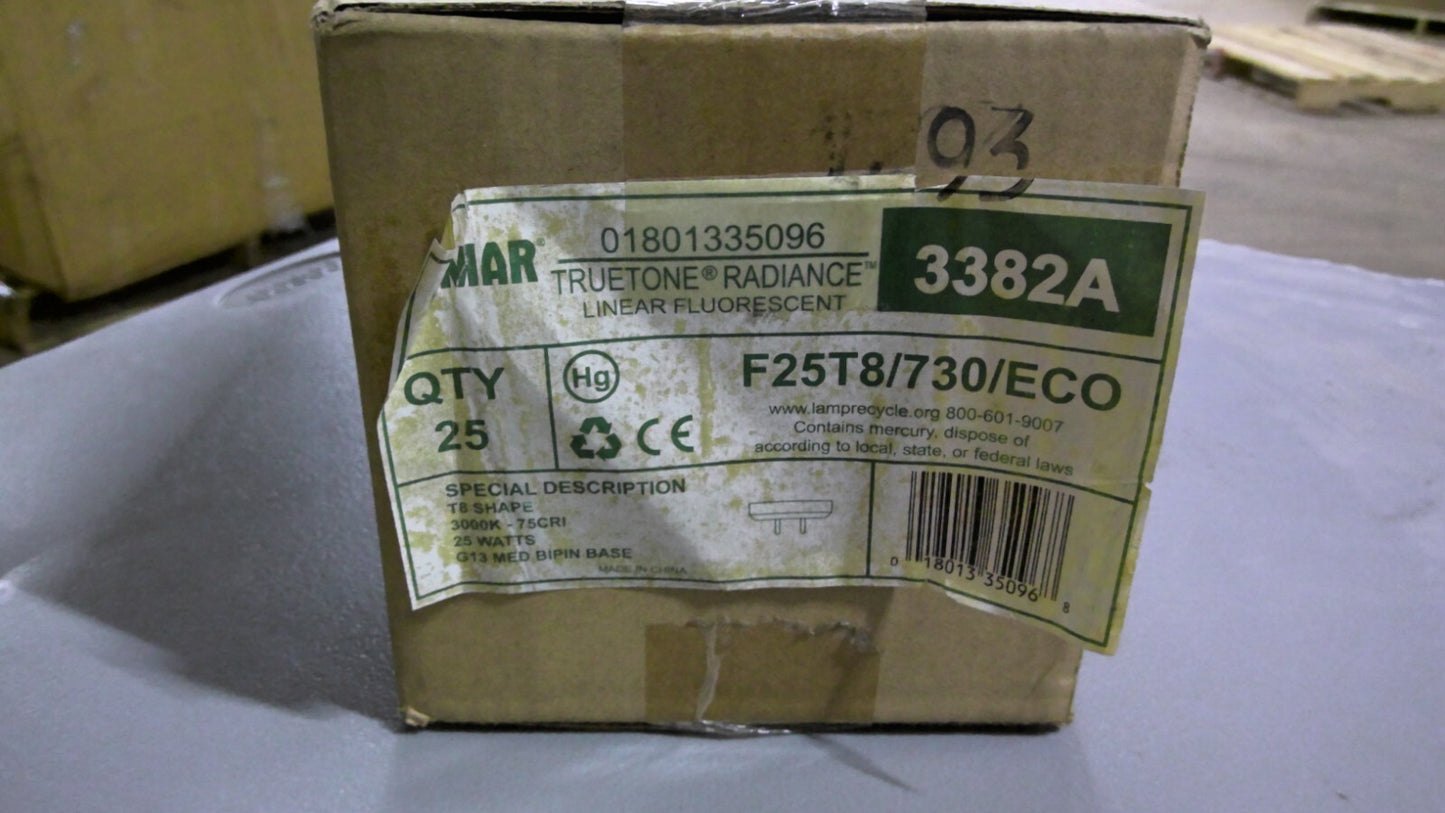 93
MAR®
01801335096
TRUETONE® RADIANCE™
LINEAR FLUORESCENT
3382A
QTY
25
Hg
CE
F25T8/730/ECO
www.lamprecycle.org 800-601-9007
Contains mercury, dispose of
according to local, state, or federal laws
SPECIAL DESCRIPTION
T8 SHAPE
3000K - 75CRI
25 WATTS
G13 MED BIPIN BASE
MADE IN CHINA
0 18013 35096 8